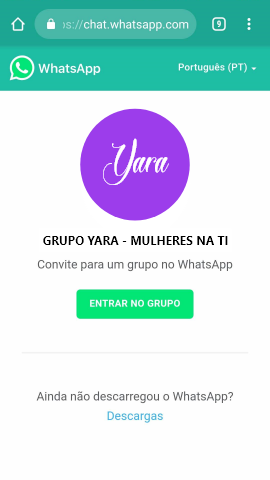 ps://chat.whatsapp.com
9
WhatsApp
Português (PT)
Yara
GRUPO YARA - MULHERES NA TI
Convite para um grupo no WhatsApp
ENTRAR NO GRUPO
Ainda não descarregou o WhatsApp?
Descargas